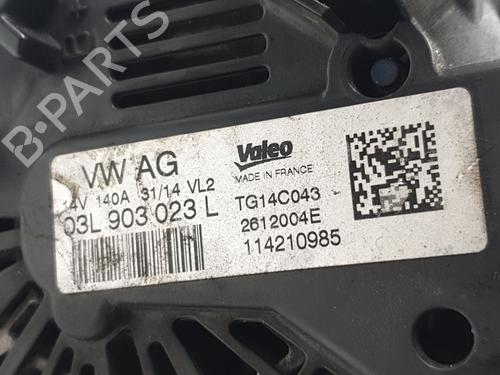 B-PARTS
VW AG
14V 140A 31/14 VL2
03L 903 023 L
Valeo
MADE IN FRANCE
TG14C043
2612004E
114210985